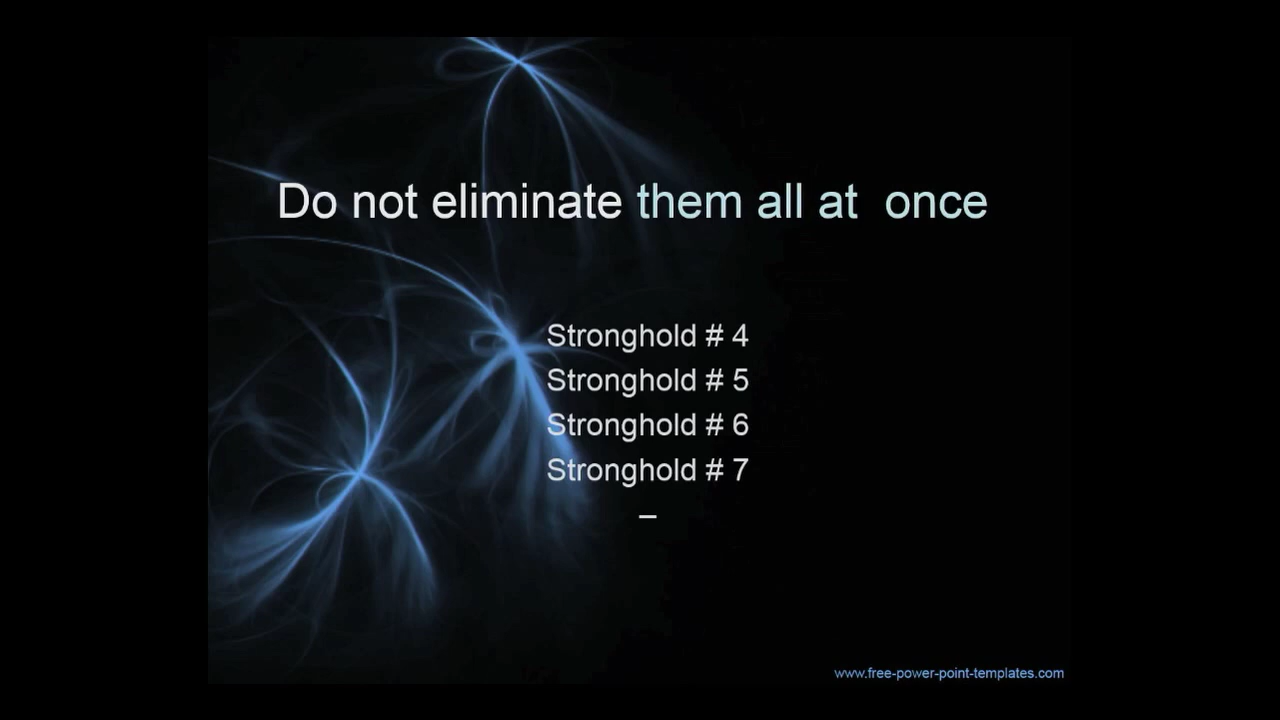 Do not eliminate them all at  once
Stronghold # 4
Stronghold # 5
Stronghold # 6
Stronghold # 7
–
www.free-power-point-templates.com